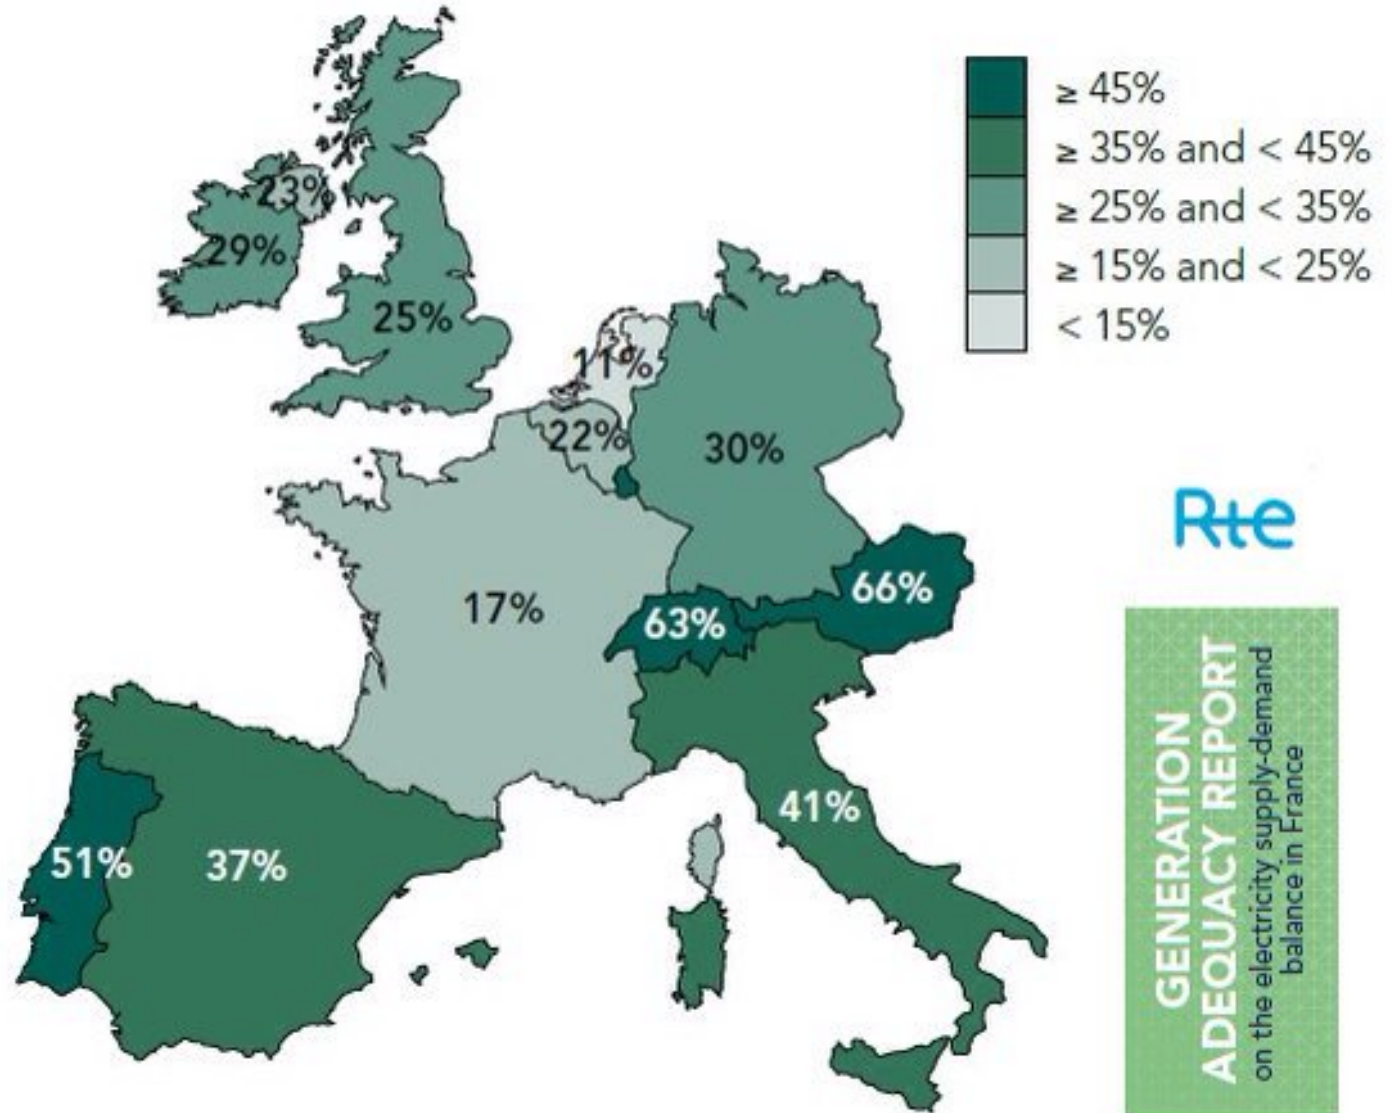 ≥ 45%
≥ 35% and < 45%
≥ 25% and < 35%
≥ 15% and < 25%
< 15%
23%
29%
25%
11%
22%
30%
17%
63%
66%
41%
51%
37%
Rte
GENERATION
ADEQUACY REPORT
on the electricity supply-demand
balance in France